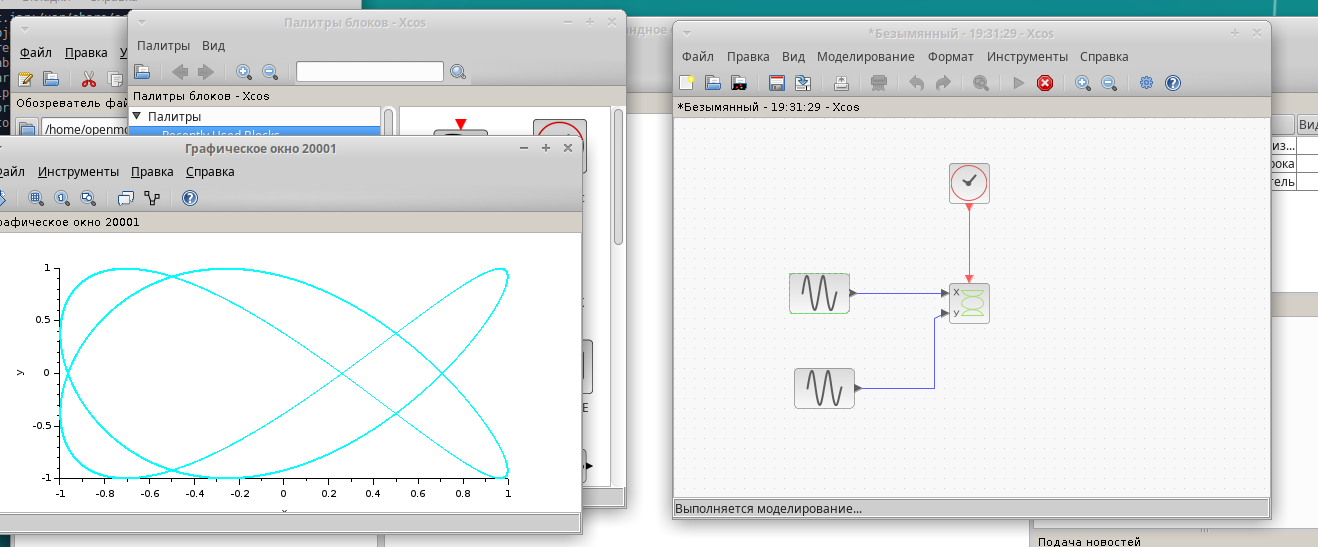 Палитры блоков - Xcos
Палитры Вид
Палитры блоков - Xcos
Палитры
Recently Used Blocks
Файл Правка
Обозреватель фай
/home/openmo
Графическое окно 20001
Файл Инструменты Правка Справка
рафическое окно 20001
1
0.5
0
-0.5
-1
y
-1 -0.8 -0.6 -0.4 -0.2 0 0.2 0.4 0.6 0.8 1
*Безымянный - 19:31:29 - Xcos
Файл Правка Вид Моделирование Формат Инструменты Справка
*Безымянный - 19:31:29 - Xcos
X
y
Выполняется моделирование...
Вид
из...
рока
тель
Подача новостей